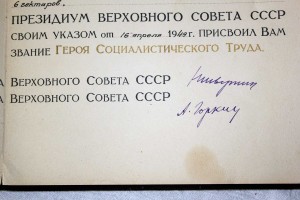 6 гектаров.
ПРЕЗИДИУМ ВЕРХОВНОГО СОВЕТА СССР
СВОИМ УКАЗОМ от 16 апреля 1949 г. ПРИСВОИЛ ВАМ
ЗВАНИЕ ГЕРОЯ СОЦИАЛИСТИЧЕСКОГО ТРУДА.
ВЕРХОВНОГО СОВЕТА СССР
ВЕРХОВНОГО СОВЕТА СССР
А. Горкин